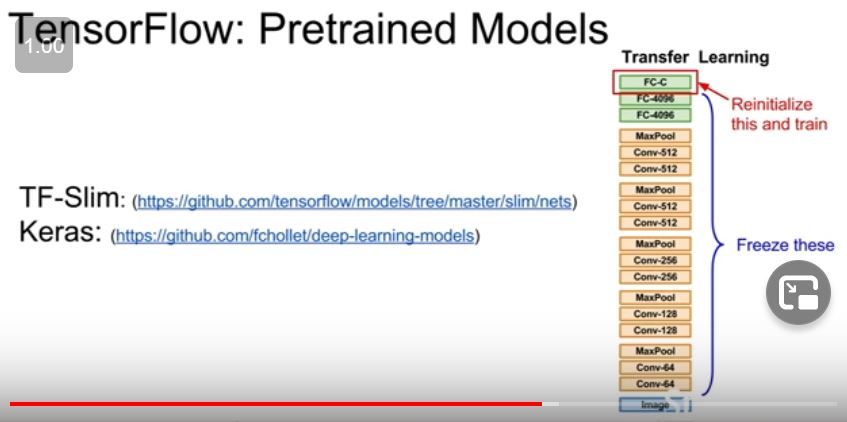 TensorFlow: Pretrained Models
1.00
Transfer Learning
FC-C
FC-4096
FC-4096
Reinitialize
this and train
MaxPool
Conv-512
Conv-512
MaxPool
Conv-512
Conv-512
MaxPool
Conv-256
Conv-256
MaxPool
Conv-128
Conv-128
MaxPool
Conv-64
Conv-64
Image
Freeze these
TF-Slim: (https://github.com/tensorflow/models/tree/master/slim/nets)
Keras: (https://github.com/fchollet/deep-learning-models)